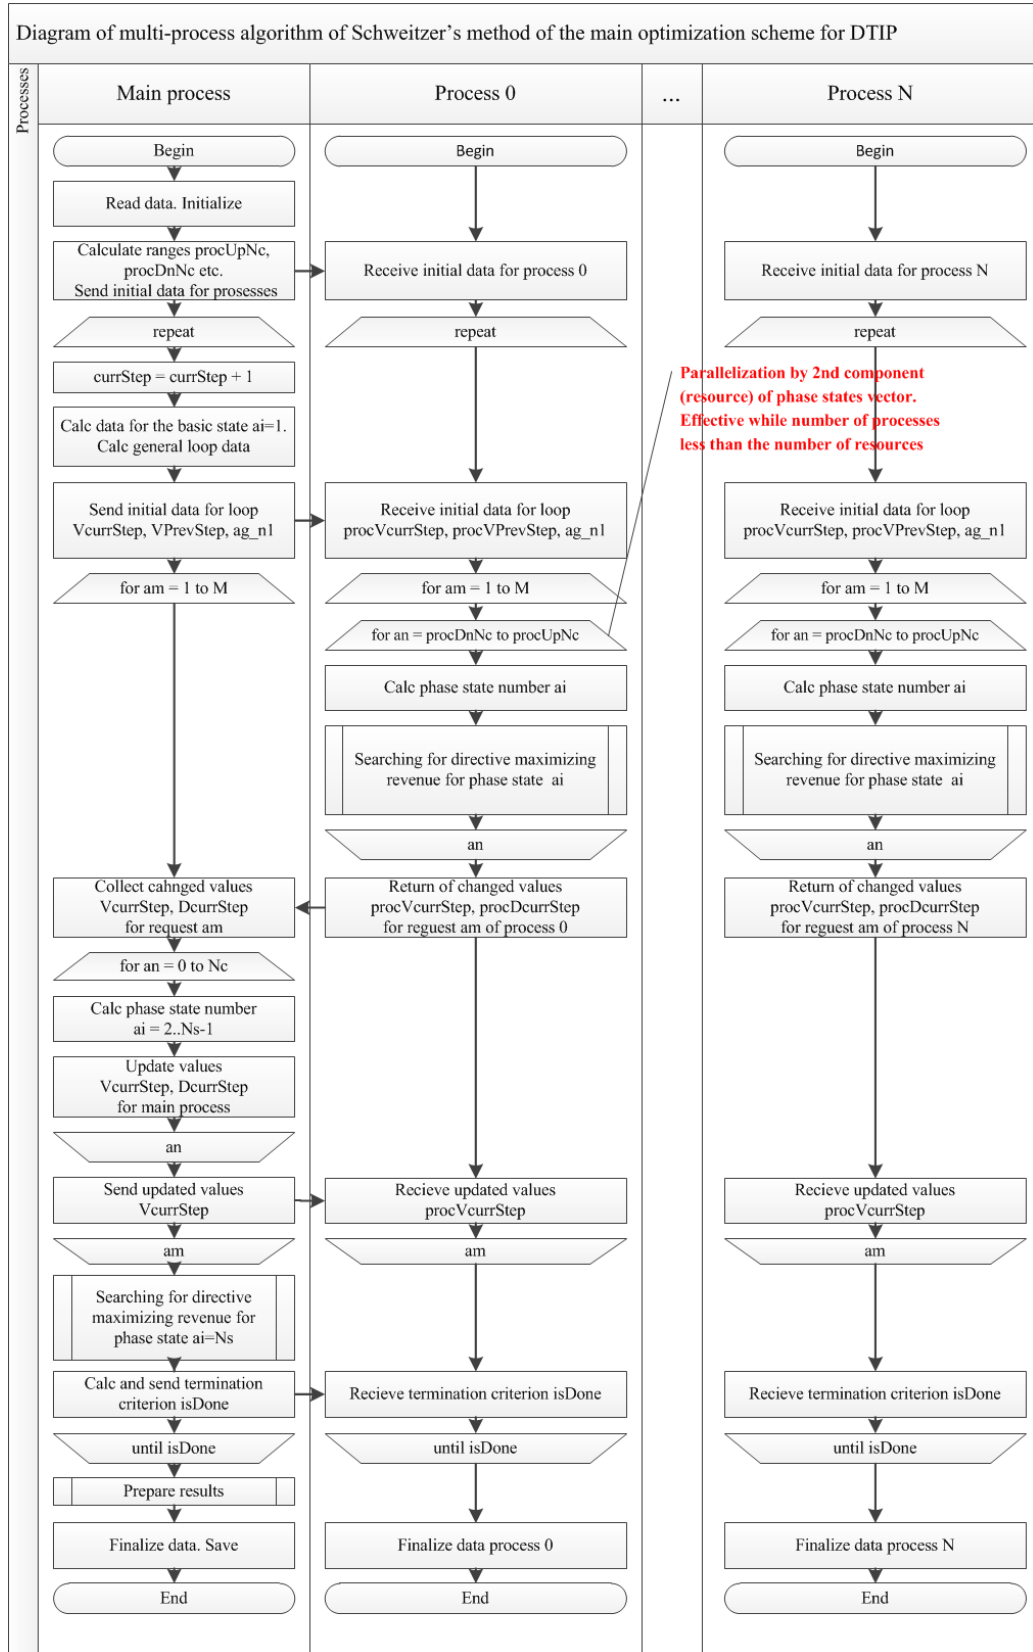 Diagram of multi-process algorithm of Schweitzer's method of the main optimization scheme for DTIP
Processes
Main process
Process 0
...
Process N
Begin
Begin
Begin
Read data. Initialize
Calculate ranges procUpNc,
procDnNc etc.
Send initial data for prosesses
Receive initial data for process 0
Receive initial data for process N
repeat
repeat
repeat
currStep = currStep + 1
Parallelization by 2nd component
(resource) of phase states vector.
Effective while number of processes
less than the number of resources
Calc data for the basic state ai=1.
Calc general loop data
Send initial data for loop
VcurrStep, VPrevStep, ag_n1
Receive initial data for loop
procVcurrStep, procVPrevStep, ag_n1
Receive initial data for loop
procVcurrStep, procVPrevStep, ag_n1
for am = 1 to M
for am = 1 to M
for am = 1 to M
for an = procDnNc to procUpNc
for an = procDnNc to procUpNc
Calc phase state number ai
Calc phase state number ai
Searching for directive maximizing
revenue for phase state ai
Searching for directive maximizing
revenue for phase state ai
an
an
Collect cahnged values
VcurrStep, DcurrStep
for request am
Return of changed values
procVcurrStep, procDcurrStep
for reguest am of process 0
Return of changed values
procVcurrStep, procDcurrStep
for reguest am of process N
for an = 0 to Nc
Calc phase state number
ai = 2..Ns-1
Update values
VcurrStep, DcurrStep
for main process
an
Send updated values
VcurrStep
Recieve updated values
procVcurrStep
Recieve updated values
procVcurrStep
am
am
am
Searching for directive
maximizing revenue for
phase state ai=Ns
Calc and send termination
criterion isDone
Recieve termination criterion isDone
Recieve termination criterion isDone
until isDone
until isDone
until isDone
Prepare results
Finalize data. Save
Finalize data process 0
Finalize data process N
End
End
End